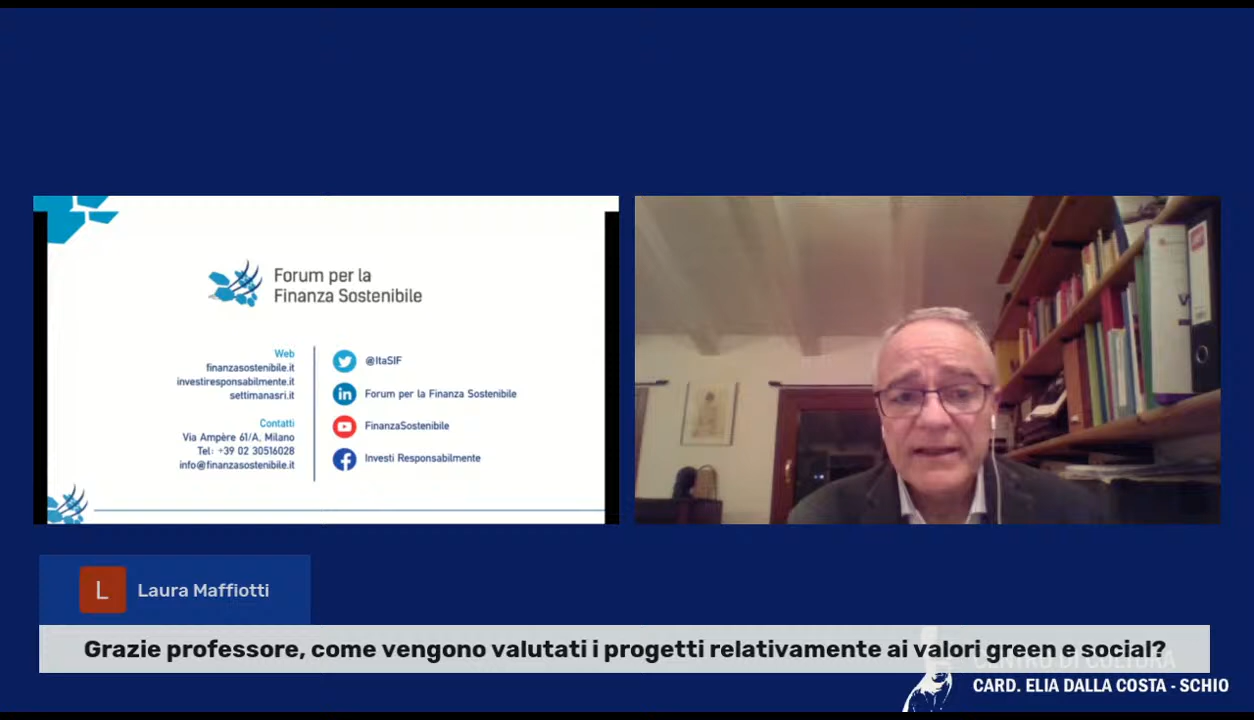 Forum per la
Finanza Sostenibile
Web
finanzasostenibile.it
investiresponsabilmente.it
settimanasri.it
Contatti
Via Ampère 61/A, Milano
Tel: +39 02 30516028
info@finanzasostenibile.it
@ItaSIF
Forum per la Finanza Sostenibile
FinanzaSostenibile
Investi Responsabilmente
L
Laura Maffiotti
Grazie professore, come vengono valutati i progetti relativamente ai valori green e social?
CENTRO DI CULTURA
CARD. ELIA DALLA COSTA - SCHIO